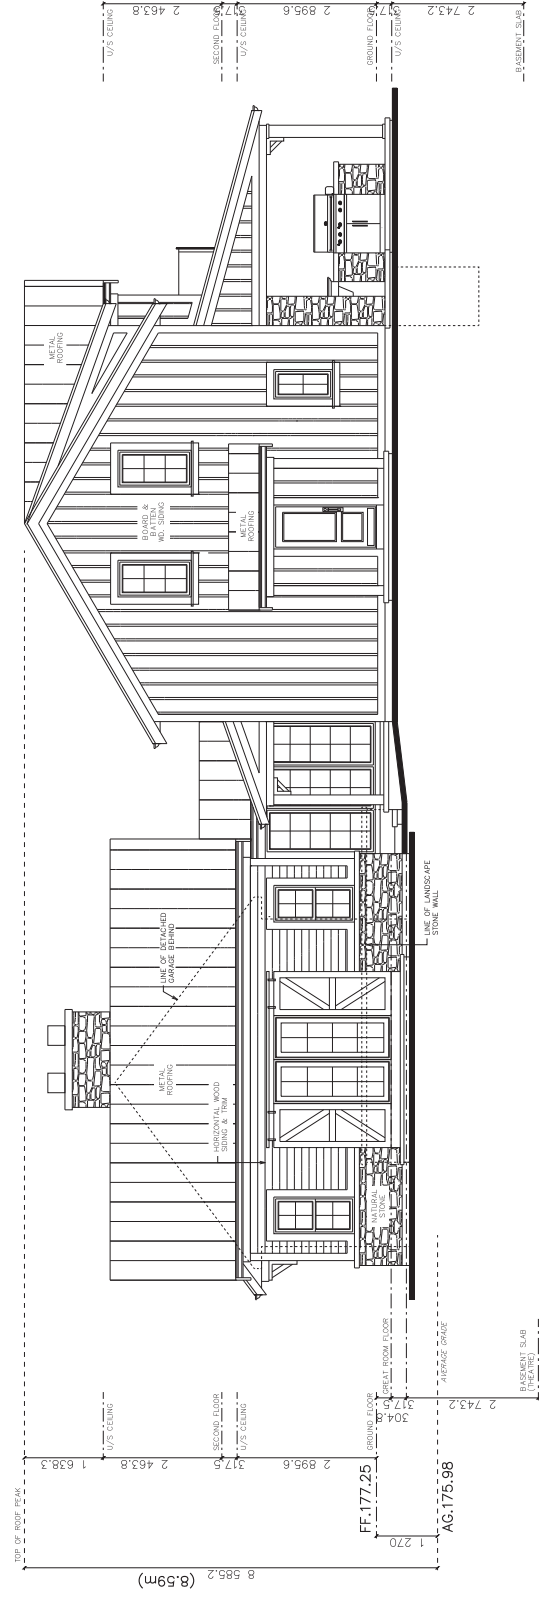 2 463.8
317.5
2 895.6
317.5
2 743.2
U/S CEILING
SECOND FLOOR
U/S CEILING
GROUND FLOOR
U/S CEILING
BASEMENT SLAB
METAL
ROOFING
BOARD &
BATTEN
WD. SIDING
METAL
ROOFING
LINE OF DETACHED
GARAGE BEHIND
LINE OF LANDSCAPE
STONE WALL
METAL
ROOFING
HORIZONTAL WOOD
SIDING & TRIM
NATURAL
STONE
GREAT ROOM FLOOR
AVERAGE GRADE
BASEMENT SLAB
(THEATRE)
317.5
2 743.2
304.8
U/S CEILING
SECOND FLOOR
U/S CEILING
GROUND FLOOR
1 638.3
2 463.8
317.5
2 895.6
TOP OF ROOF PEAK
FF.177.25
AG.175.98
1 270
8 585.2
(8.59m)